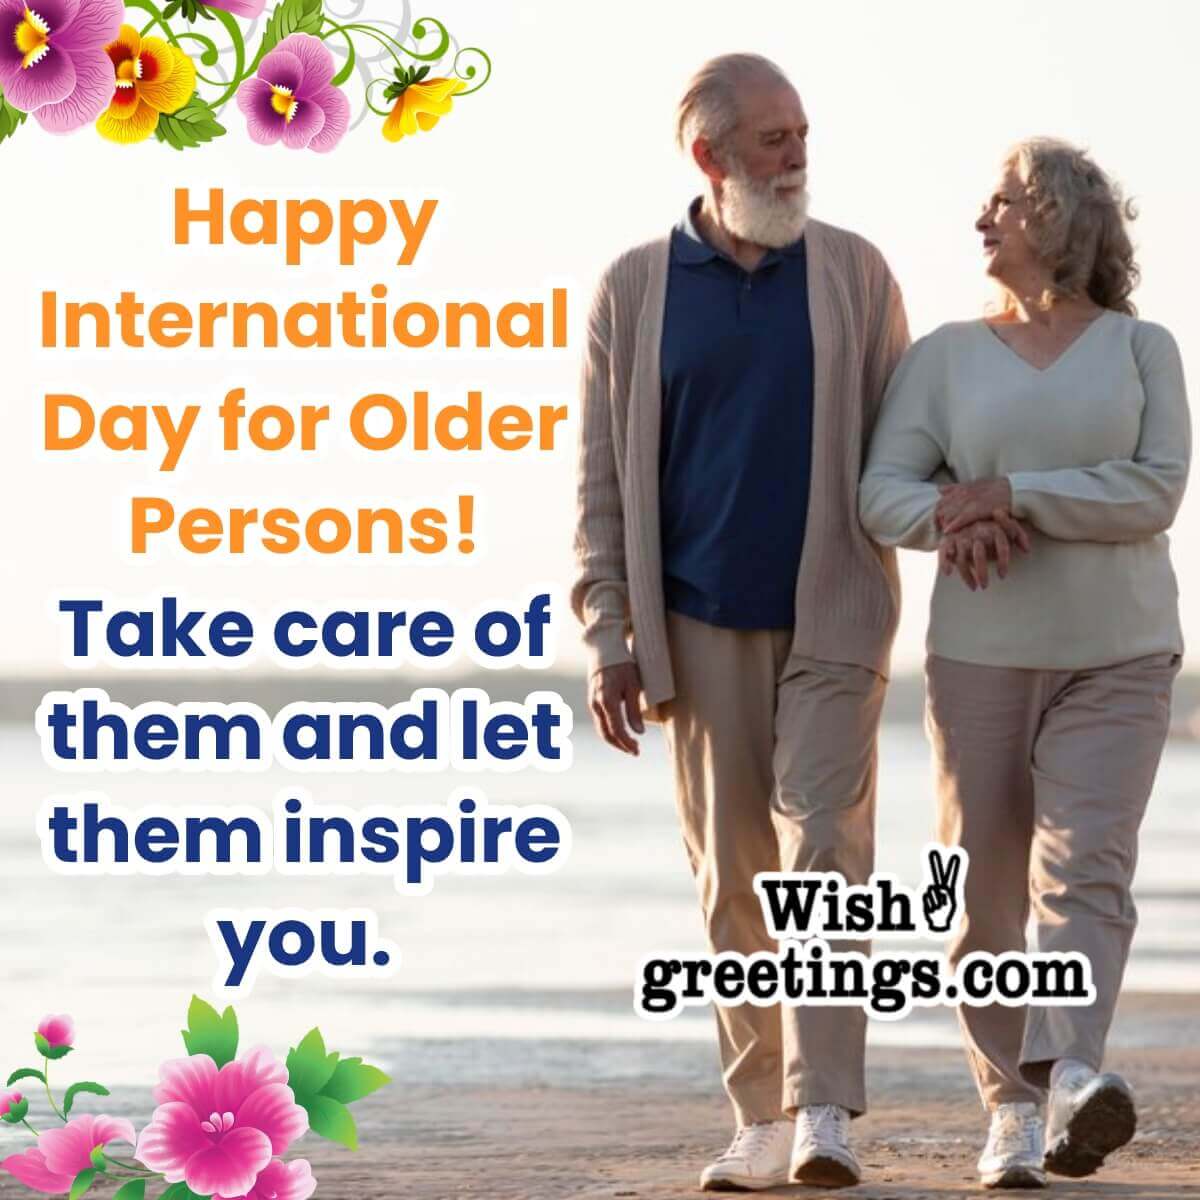 Happy
International
Day for Older
Persons!
Take care of
them and let
them inspire
you.
Wish
greetings.com